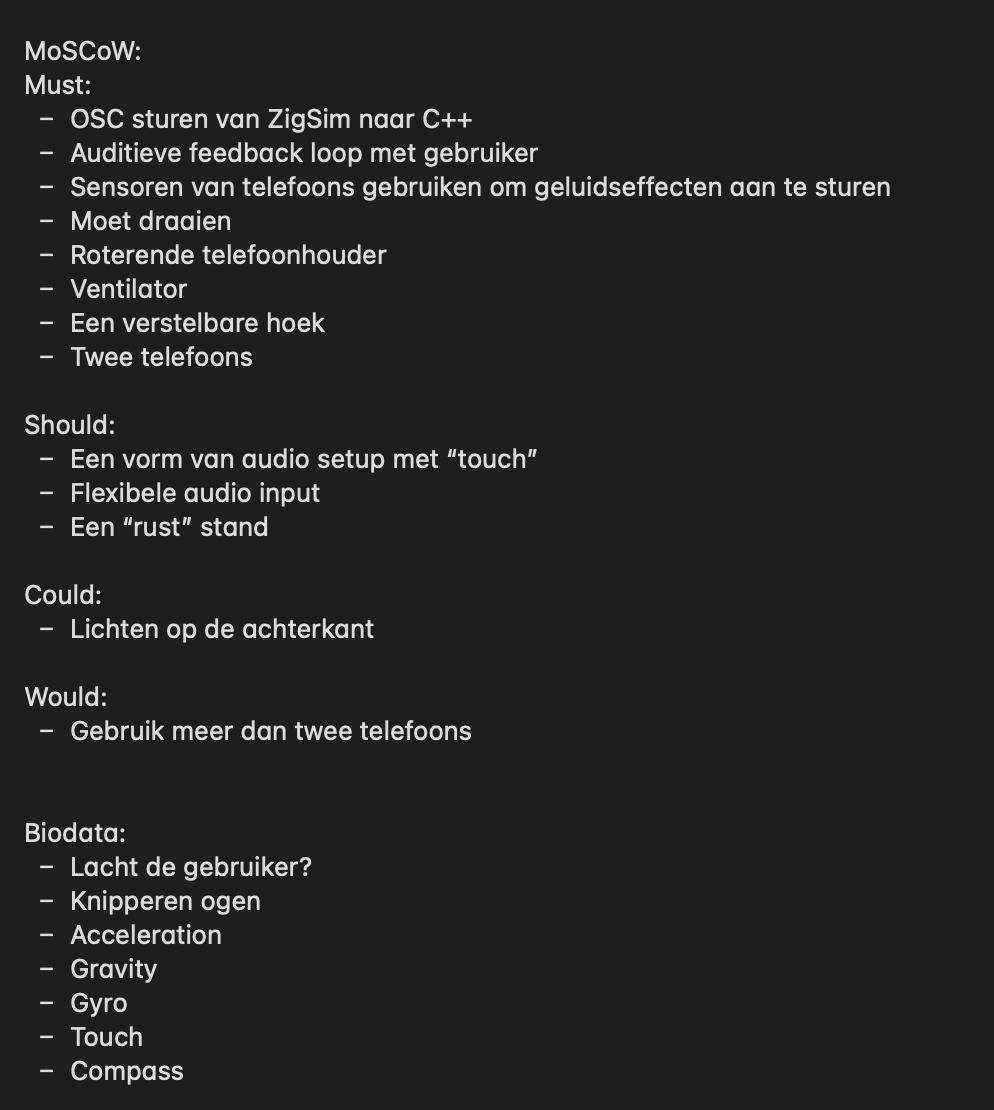 MoSCoW:
Must:
– OSC sturen van ZigSim naar C++
– Auditieve feedback loop met gebruiker
– Sensoren van telefoons gebruiken om geluidseffecten aan te sturen
– Moet draaien
– Roterende telefoonhouder
– Ventilator
– Een verstelbare hoek
– Twee telefoons
Should:
– Een vorm van audio setup met “touch”
– Flexibele audio input
– Een “rust” stand
Could:
– Lichten op de achterkant
Would:
– Gebruik meer dan twee telefoons
Biodata:
– Lacht de gebruiker?
– Knipperen ogen
– Acceleration
– Gravity
– Gyro
– Touch
– Compass